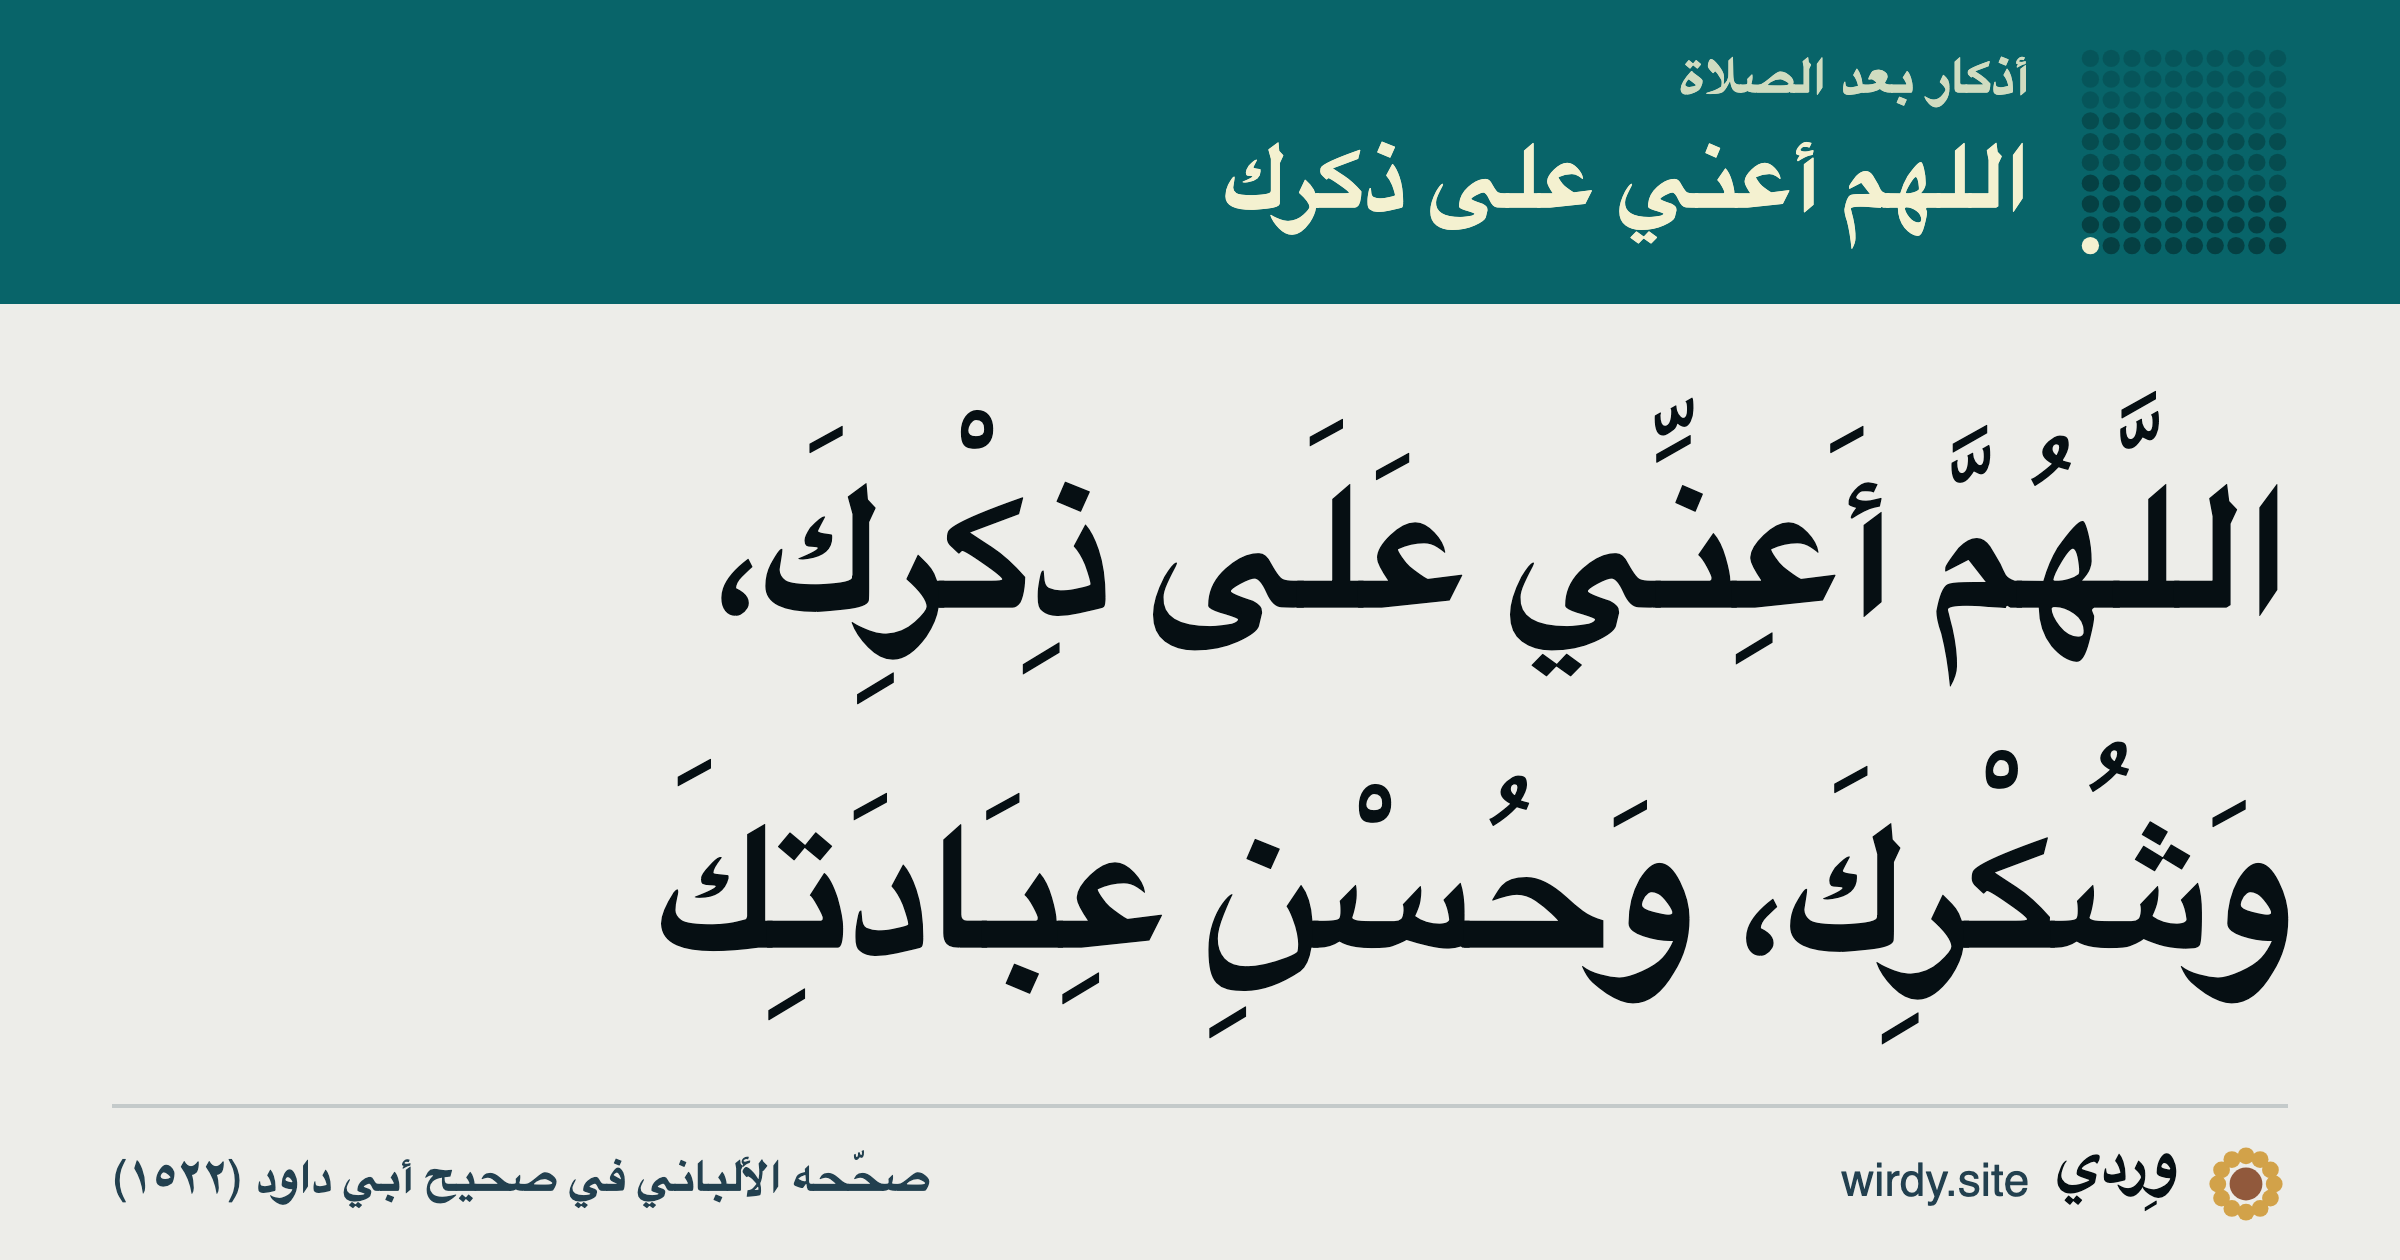 أذكار بعد الصلاة
اللهم أعني على ذكرك
اللَّهُمَّ أَعِنِّي عَلَى ذِكْرِكَ،
وَشُكْرِكَ، وَحُسْنِ عِبَادَتِكَ
وِردي wirdy.site
صحّحه الألباني في صحيح أبي داود (١٥٢٢)